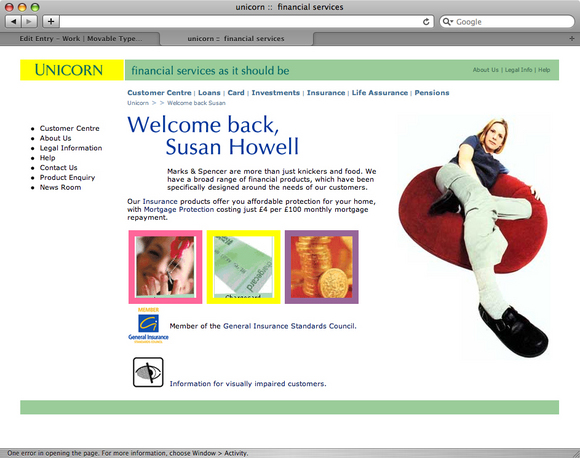 unicorn :: financial services
Google
Edit Entry - Work | Movable Type...
unicorn :: financial services
UNICORN
financial services as it should be
About Us | Legal Info | Help
Customer Centre | Loans | Card | Investments | Insurance | Life Assurance | Pensions
Unicorn > > Welcome back Susan
Customer Centre
About Us
Legal Information
Help
Contact Us
Product Enquiry
News Room
Welcome back,
Susan Howell
Marks & Spencer are more than just knickers and food. We
have a broad range of financial products, which have been
specifically designed around the needs of our customers.
Our Insurance products offer you affordable protection for your home,
with Mortgage Protection costing just £4 per £100 monthly mortgage
repayment.
MEMBER
General Insurance
Member of the General Insurance Standards Council.
Information for visually impaired customers.
One error in opening the page. For more information, choose Window > Activity.